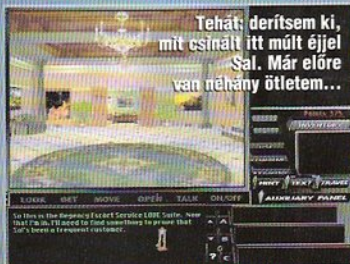 Tehát: derítsem ki,
mit csinált itt múlt éjjel
Sal. Már előre
van néhány ötletem...
Points
INVENTORY
HINT TEXT TRAVEL
AUXILIARY PANEL
LOOK GET MOVE OPEN TALK ON/OFF
So this is the Regency Escort Service LOVE Suite. Now
that I'm in, I'll need to find something to prove that
Sal's been a frequent customer.